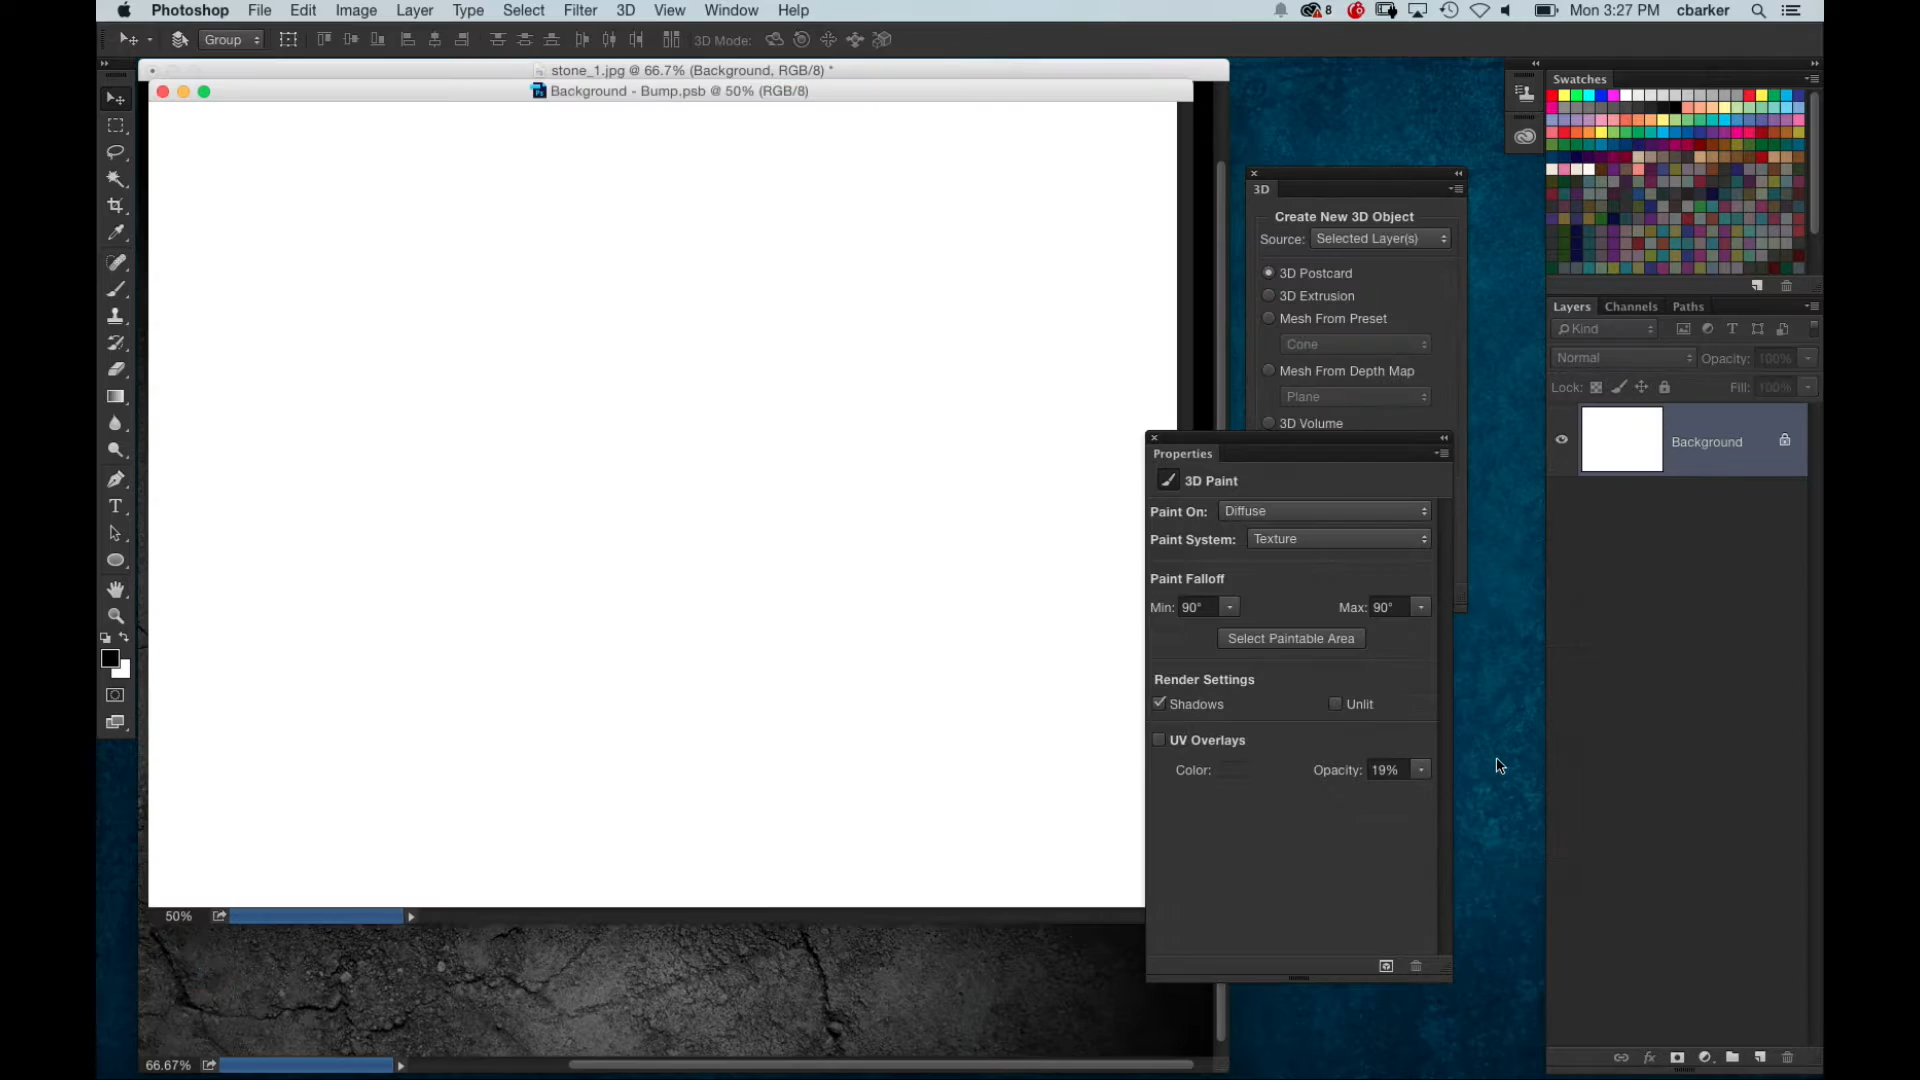 Photoshop File Edit Image Layer Type Select Filter 3D View Window Help 8 Mon 3:27 PM cbarker
Group 3D Mode:
stone_1.jpg @ 66.7% (Background, RGB/8) *
Background - Bump.psb @ 50% (RGB/8)
50%
66.67%
3D
Create New 3D Object
Source: Selected Layer(s)
3D Postcard
3D Extrusion
Mesh From Preset
Cone
Mesh From Depth Map
Plane
3D Volume
Properties
3D Paint
Paint On: Diffuse
Paint System: Texture
Paint Falloff
Min: 90° Max: 90°
Select Paintable Area
Render Settings
Shadows Unlit
UV Overlays
Color: Opacity: 19%
Swatches
Layers Channels Paths
Kind
Normal Opacity: 100%
Lock: Fill: 100%
Background